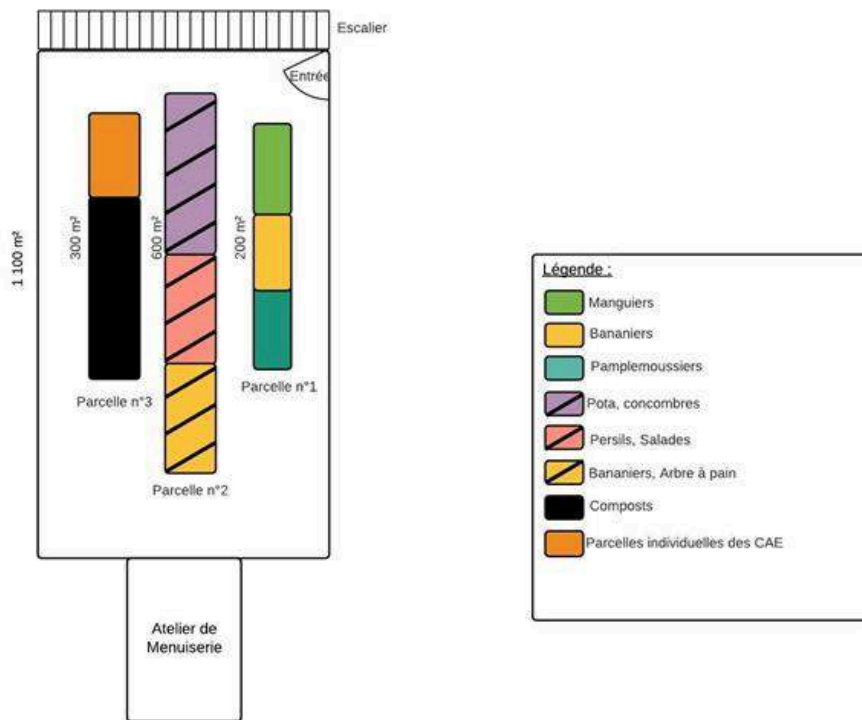 Escalier
Entrée
1 100 m²
300 m²
600 m²
200 m²
Parcelle n°3
Parcelle n°1
Parcelle n°2
Atelier de
Menuiserie
Légende :
Manguiers
Bananiers
Pamplemoussiers
Pota, concombres
Persils, Salades
Bananiers, Arbre à pain
Composts
Parcelles individuelles des CAE